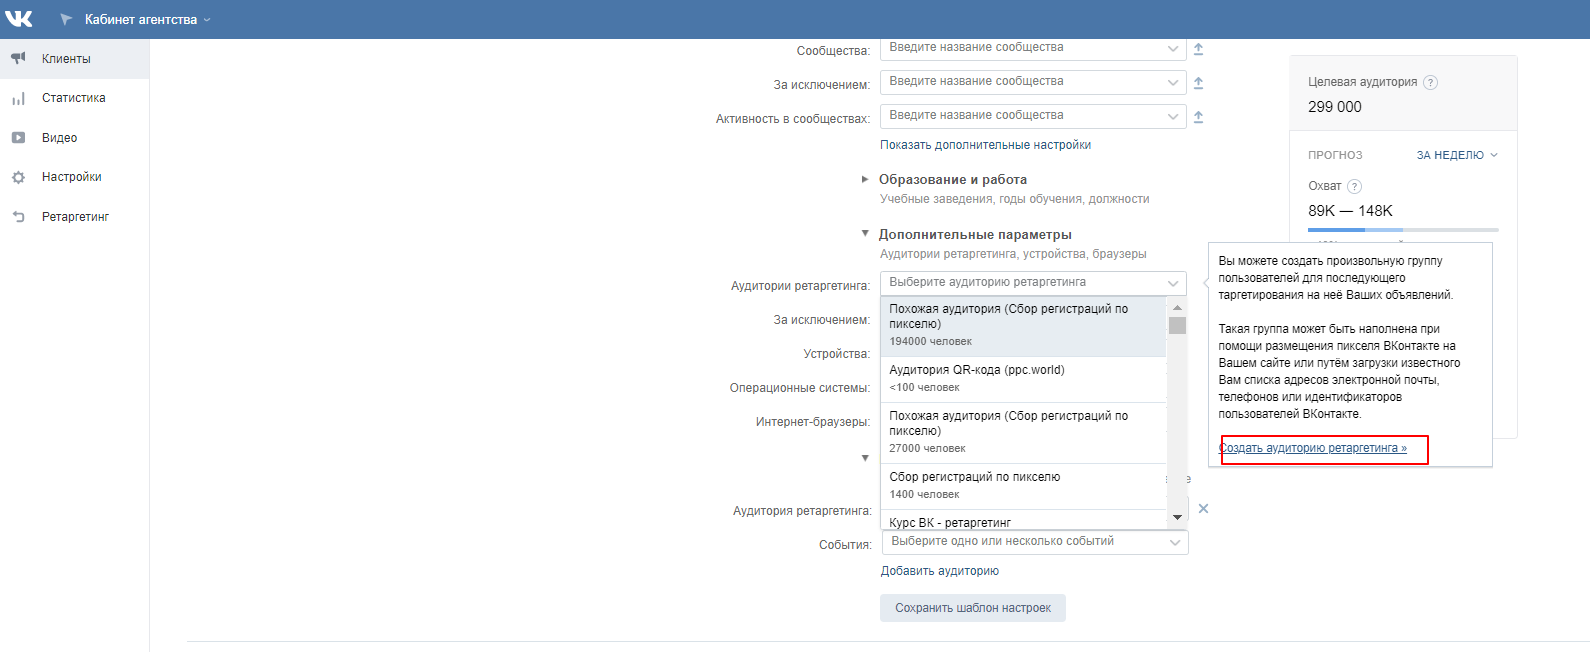 VK
Кабинет агентства
Клиенты
Статистика
Видео
Настройки
Ретаргетинг
Сообщества:
Введите название сообщества
За исключением:
Введите название сообщества
Активность в сообществах:
Введите название сообщества
Показать дополнительные настройки
Образование и работа
Учебные заведения, годы обучения, должности
Дополнительные параметры
Аудитории ретаргетинга, устройства, браузеры
Аудитории ретаргетинга:
Выберите аудиторию ретаргетинга
За исключением:
Устройства:
Операционные системы:
Интернет-браузеры:
Похожая аудитория (Сбор регистраций по
пикселю)
194000 человек
Аудитория QR-кода (ppc.world)
<100 человек
Похожая аудитория (Сбор регистраций по
пикселю)
27000 человек
Сбор регистраций по пикселю
1400 человек
Курс ВК - ретаргетинг
Аудитория ретаргетинга:
События:
Выберите одно или несколько событий
Добавить аудиторию
Сохранить шаблон настроек
Целевая аудитория ?
299 000
ПРОГНОЗ
ЗА НЕДЕЛЮ
Охват ?
89K — 148K
Вы можете создать произвольную группу
пользователей для последующего
таргетирования на неё Ваших объявлений.
Такая группа может быть наполнена при
помощи размещения пикселя ВКонтакте на
Вашем сайте или путём загрузки известного
Вам списка адресов электронной почты,
телефонов или идентификаторов
пользователей ВКонтакте.
Создать аудиторию ретаргетинга »